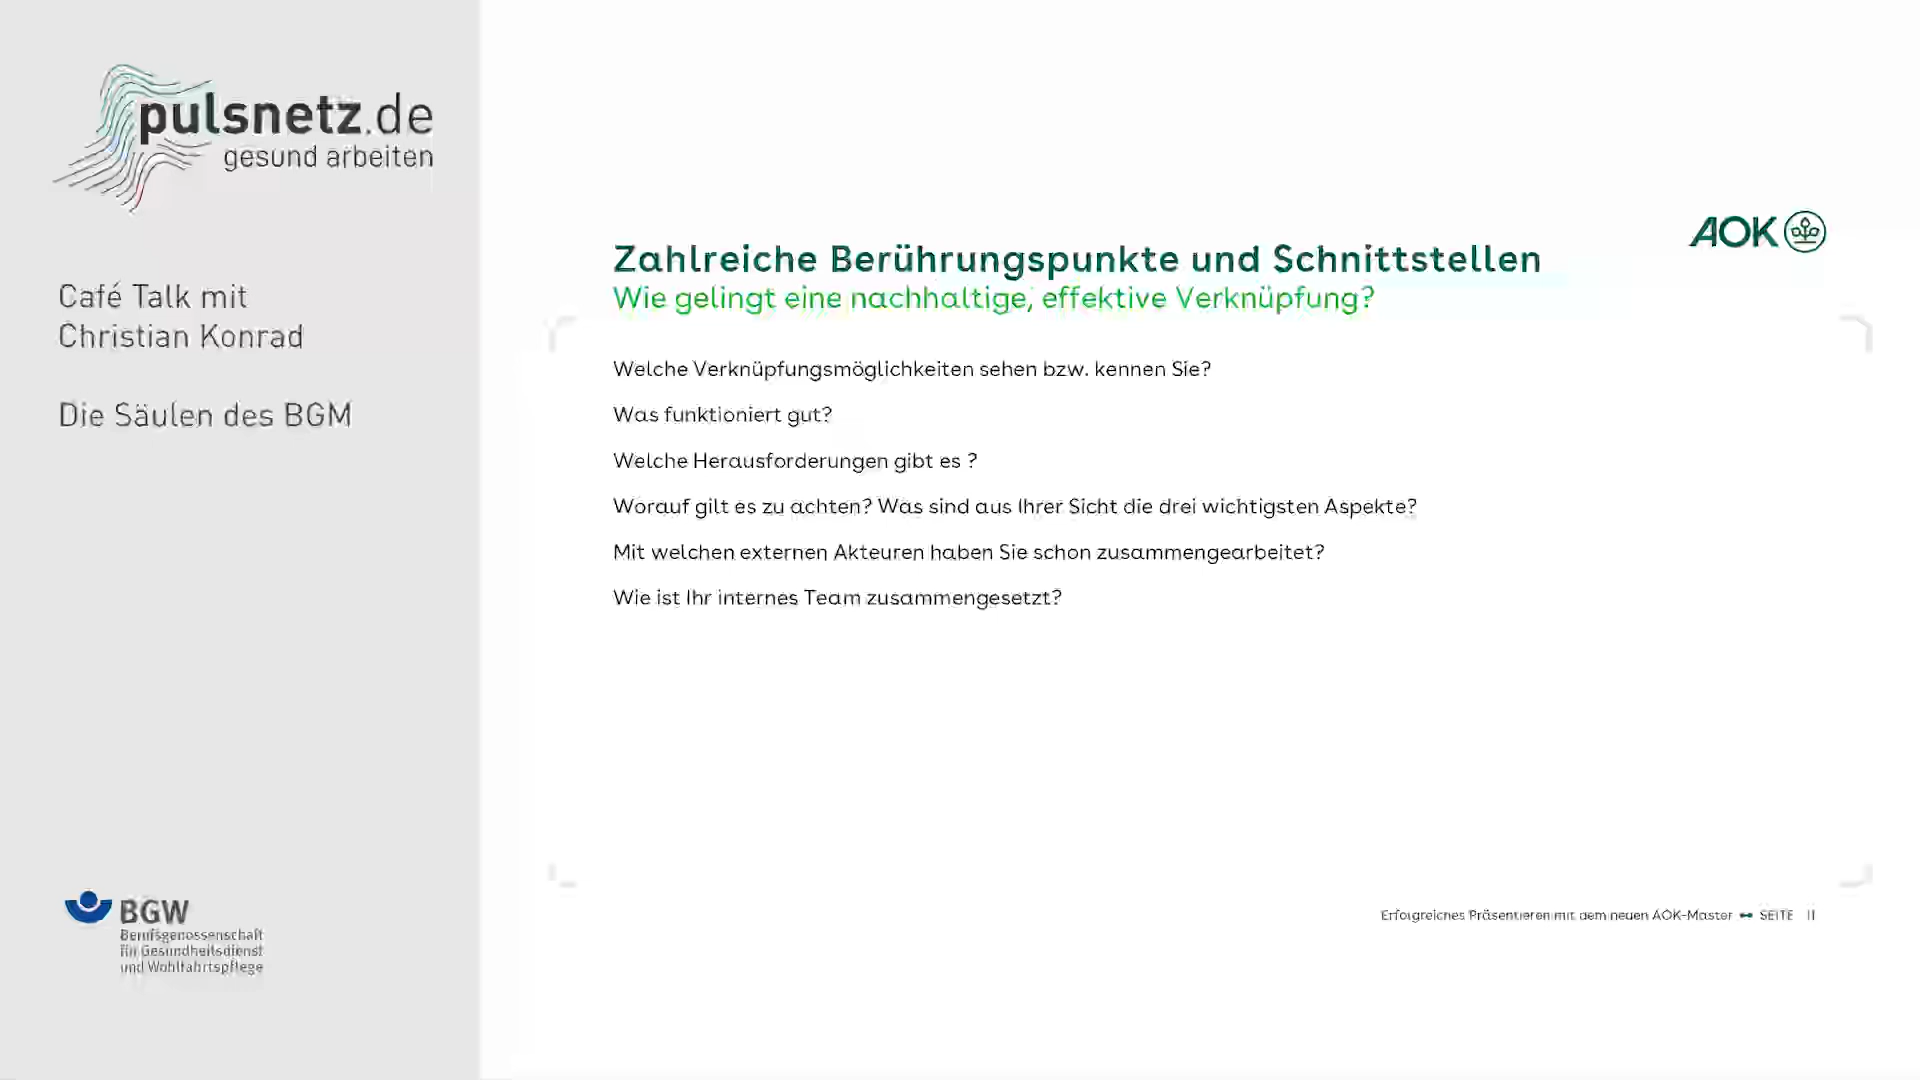 pulsnetz.de
gesund arbeiten
Café Talk mit
Christian Konrad
Die Säulen des BGM
BGW
Berufsgenossenschaft
für Gesundheitsdienst
und Wohlfahrtspflege
AOK
Zahlreiche Berührungspunkte und Schnittstellen
Wie gelingt eine nachhaltige, effektive Verknüpfung?
Welche Verknüpfungsmöglichkeiten sehen bzw. kennen Sie?
Was funktioniert gut?
Welche Herausforderungen gibt es ?
Worauf gilt es zu achten? Was sind aus Ihrer Sicht die drei wichtigsten Aspekte?
Mit welchen externen Akteuren haben Sie schon zusammengearbeitet?
Wie ist Ihr internes Team zusammengesetzt?
Erfolgreiches Präsentieren mit dem neuen AOK-Master SEITE 11